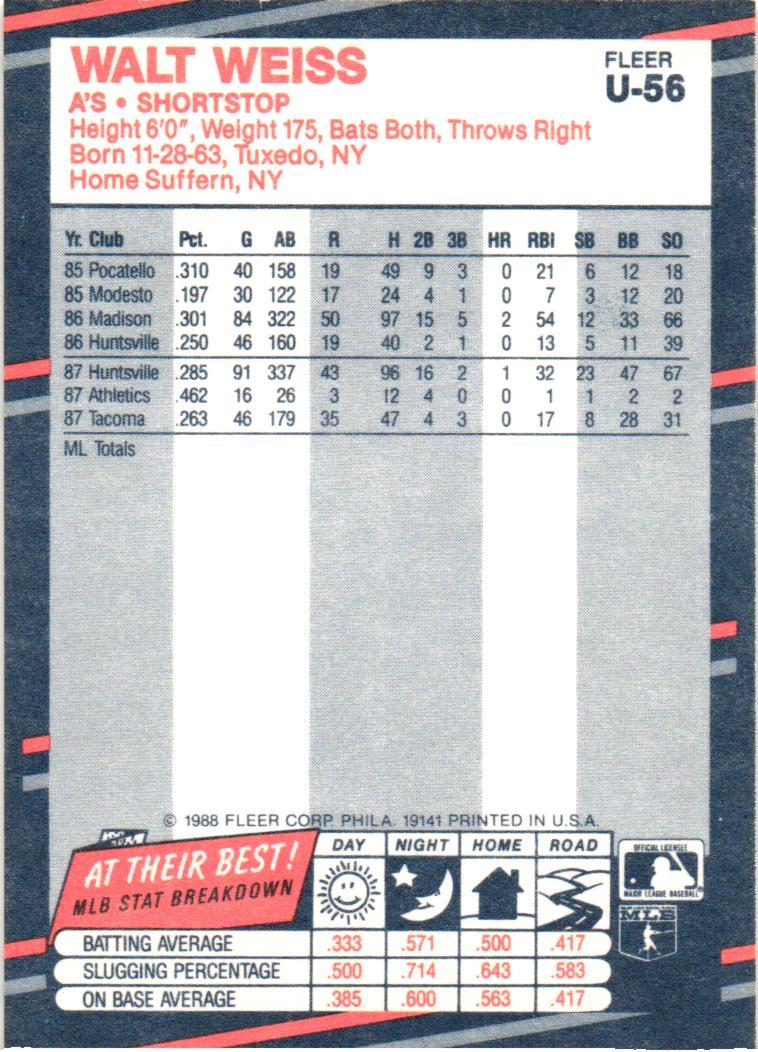 WALT WEISS
FLEER
U-56
A'S • SHORTSTOP
Height 6'0", Weight 175, Bats Both, Throws Right
Born 11-28-63, Tuxedo, NY
Home Suffern, NY
Yr. Club Pct. G AB R H 2B 3B HR RBI SB BB SO
85 Pocatello .310 40 158 19 49 9 3 0 21 6 12 18
85 Modesto .197 30 122 17 24 4 1 0 7 3 12 20
86 Madison .301 84 322 50 97 15 5 2 54 12 33 66
86 Huntsville .250 46 160 19 40 2 1 0 13 5 11 39
87 Huntsville .285 91 337 43 96 16 2 1 32 23 47 67
87 Athletics .462 16 26 3 12 4 0 0 1 1 2 2
87 Tacoma .263 46 179 35 47 4 3 0 17 8 28 31
ML Totals
© 1988 FLEER CORP. PHILA. 19141 PRINTED IN U.S.A.
AT THEIR BEST!
MLB STAT BREAKDOWN
DAY NIGHT HOME ROAD
OFFICIAL LICENSEE
MAJOR LEAGUE BASEBALL
MLB
BATTING AVERAGE .333 .571 .500 .417
SLUGGING PERCENTAGE .500 .714 .643 .583
ON BASE AVERAGE .385 .600 .563 .417